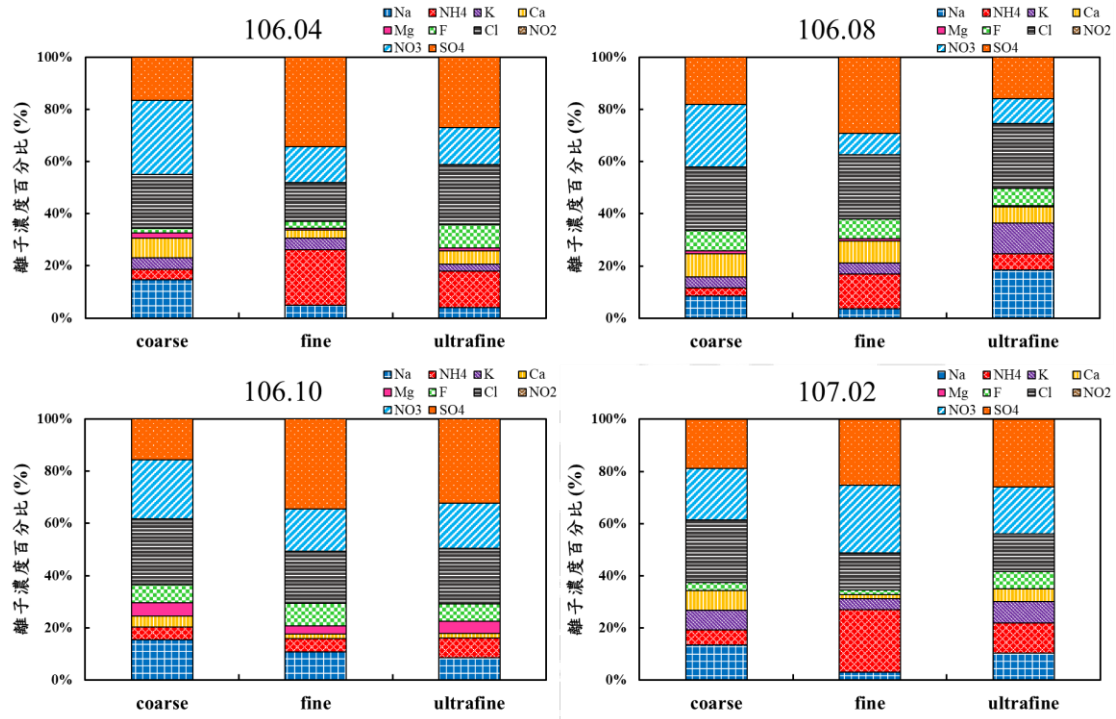 106.04
Na NH4 K Ca
Mg F Cl NO2
NO3 SO4
離子濃度百分比(%)
100%
80%
60%
40%
20%
0%
coarse fine ultrafine
106.08
Na NH4 K Ca
Mg F Cl NO2
NO3 SO4
離子濃度百分比(%)
100%
80%
60%
40%
20%
0%
coarse fine ultrafine
106.10
Na NH4 K Ca
Mg F Cl NO2
NO3 SO4
離子濃度百分比(%)
100%
80%
60%
40%
20%
0%
coarse fine ultrafine
107.02
Na NH4 K Ca
Mg F Cl NO2
NO3 SO4
離子濃度百分比(%)
100%
80%
60%
40%
20%
0%
coarse fine ultrafine